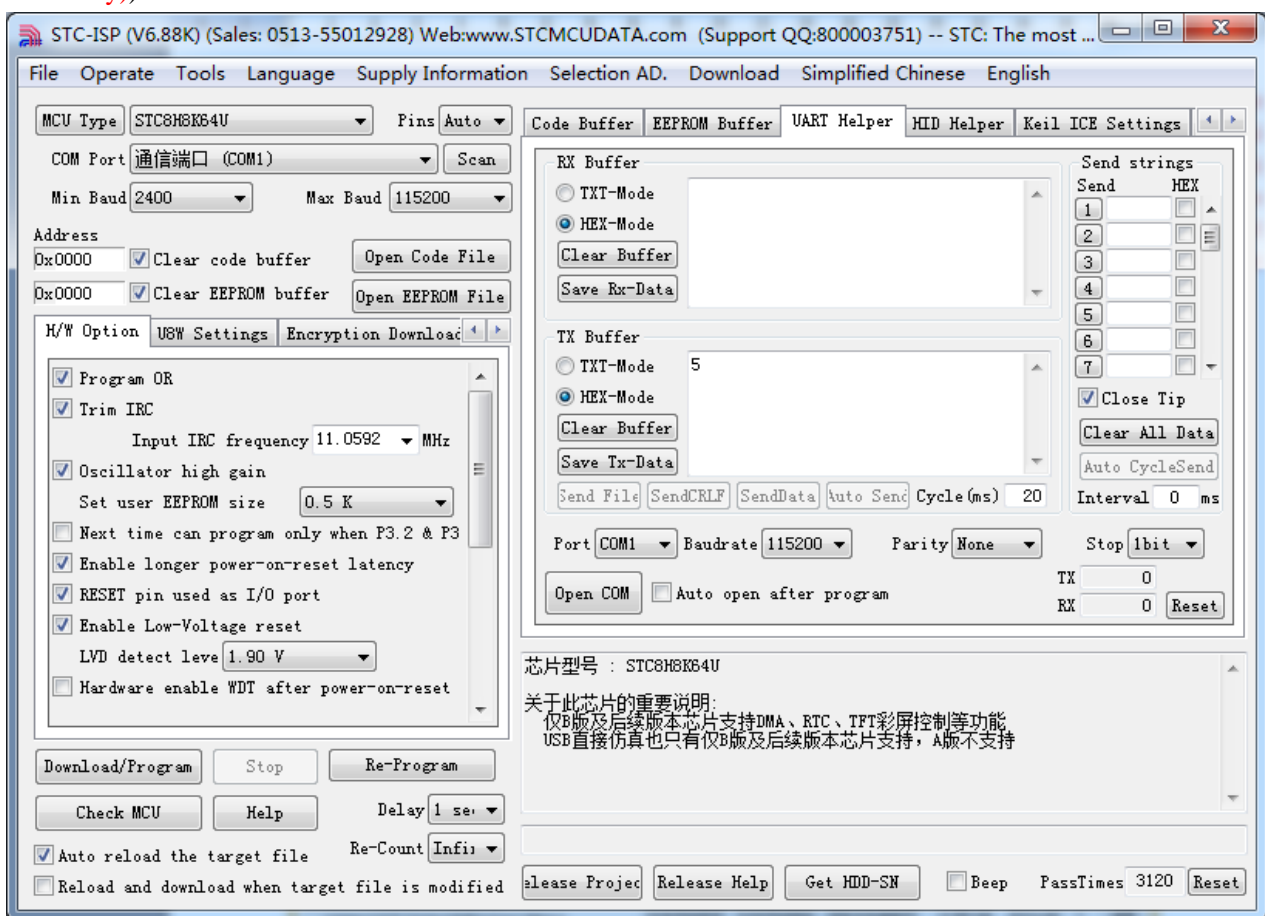 STC-ISP (V6.88K) (Sales: 0513-55012928) Web:www.STCMCUDATA.com (Support QQ:800003751) -- STC: The most ...
File Operate Tools Language Supply Information Selection AD. Download Simplified Chinese English
MCU Type STC8H8K64U Pins Auto
COM Port 通信端口 (COM1) Scan
Min Baud 2400 Max Baud 115200
Address
0x0000 Clear code buffer Open Code File
0x0000 Clear EEPROM buffer Open EEPROM File
H/W Option U8W Settings Encryption Download
Program OR
Trim IRC
Input IRC frequency 11.0592 MHz
Oscillator high gain
Set user EEPROM size 0.5 K
Next time can program only when P3.2 & P3
Enable longer power-on-reset latency
RESET pin used as I/O port
Enable Low-Voltage reset
LVD detect leve 1.90 V
Hardware enable WDT after power-on-reset
Download/Program Stop Re-Program
Check MCU Help Delay 1 se
Auto reload the target file Re-Count Infi
Reload and download when target file is modified
Code Buffer EEPROM Buffer UART Helper HID Helper Keil ICE Settings
RX Buffer
TXT-Mode
HEX-Mode
Clear Buffer
Save Rx-Data
TX Buffer
TXT-Mode 5
HEX-Mode
Clear Buffer
Save Tx-Data
Send File SendCRLF SendData Auto Send Cycle(ms) 20
Send strings
Send HEX
1
2
3
4
5
6
7
Close Tip
Clear All Data
Auto CycleSend
Interval 0 ms
Port COM1 Baudrate 115200 Parity None Stop 1bit
Open COM Auto open after program
TX 0
RX 0 Reset
芯片型号 : STC8H8K64U
关于此芯片的重要说明:
仅B版及后续版本芯片支持DMA、RTC、TFT彩屏控制等功能
USB直接仿真也只有仅B版及后续版本芯片支持，A版不支持
elease Projec Release Help Get HDD-SN Beep PassTimes 3120 Reset